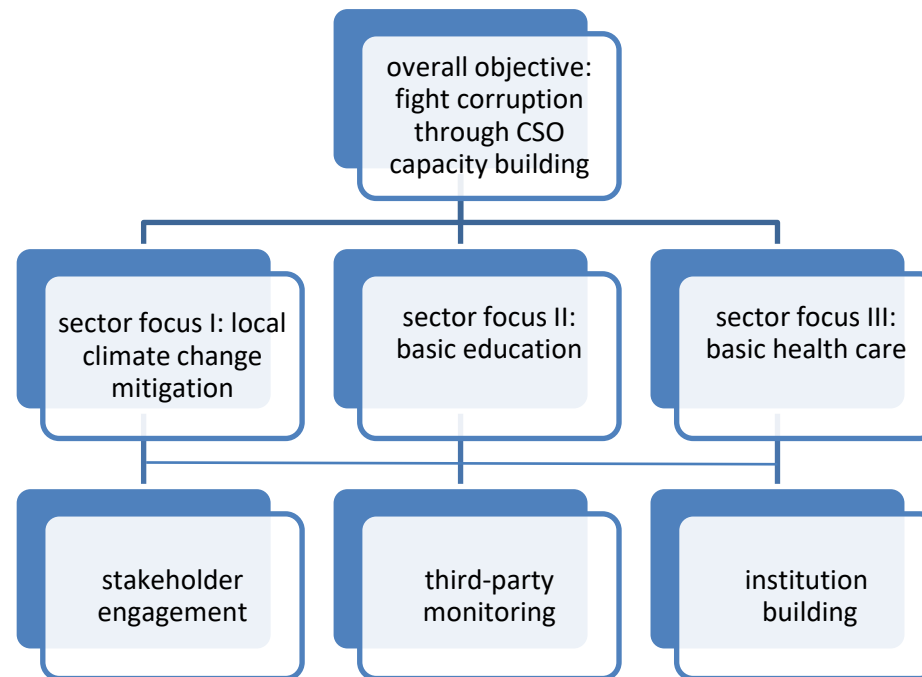 overall objective:
fight corruption
through CSO
capacity building
sector focus I: local
climate change
mitigation
sector focus II:
basic education
sector focus III:
basic health care
stakeholder
engagement
third-party
monitoring
institution
building